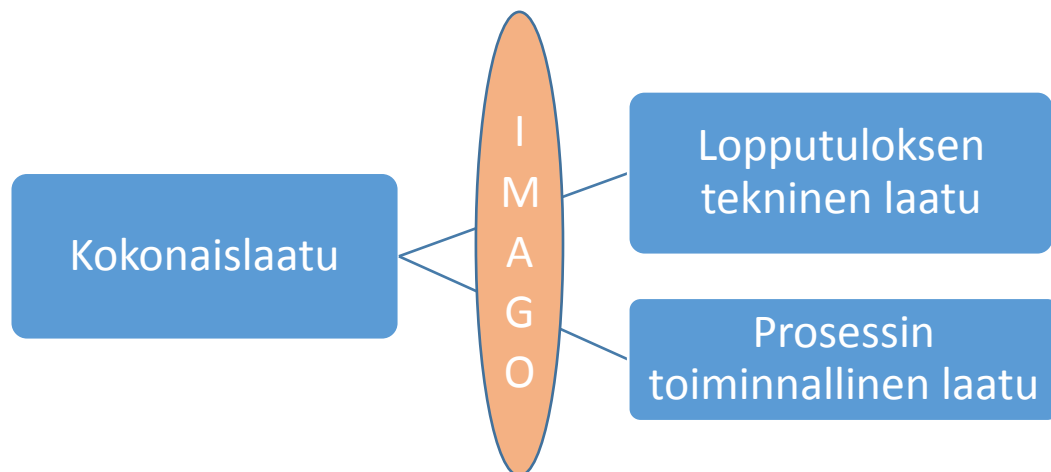 Kokonaislaatu
I
M
A
G
O
Lopputuloksen
tekninen laatu
Prosessin
toiminnallinen laatu